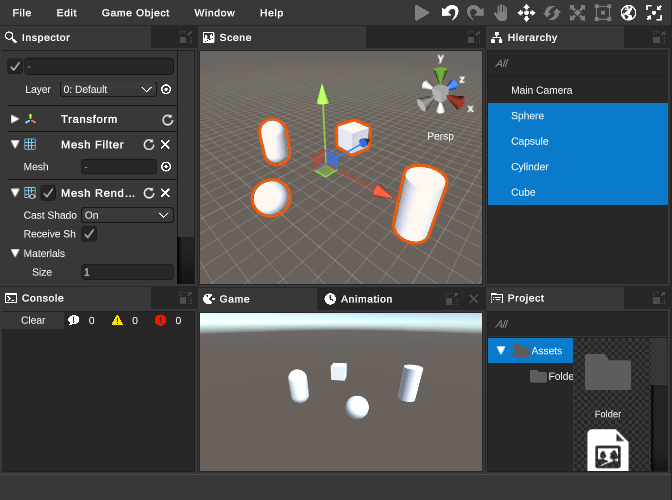 File Edit Game Object Window Help
Inspector
-
Layer 0: Default
Transform
Mesh Filter
Mesh -
Mesh Rend...
Cast Shado On
Receive Sh
Materials
Size 1
Scene
y
z
x
Persp
Hierarchy
All
Main Camera
Sphere
Capsule
Cylinder
Cube
Console
Clear 0 0 0
Game Animation
Project
All
Assets
Folde
Folder